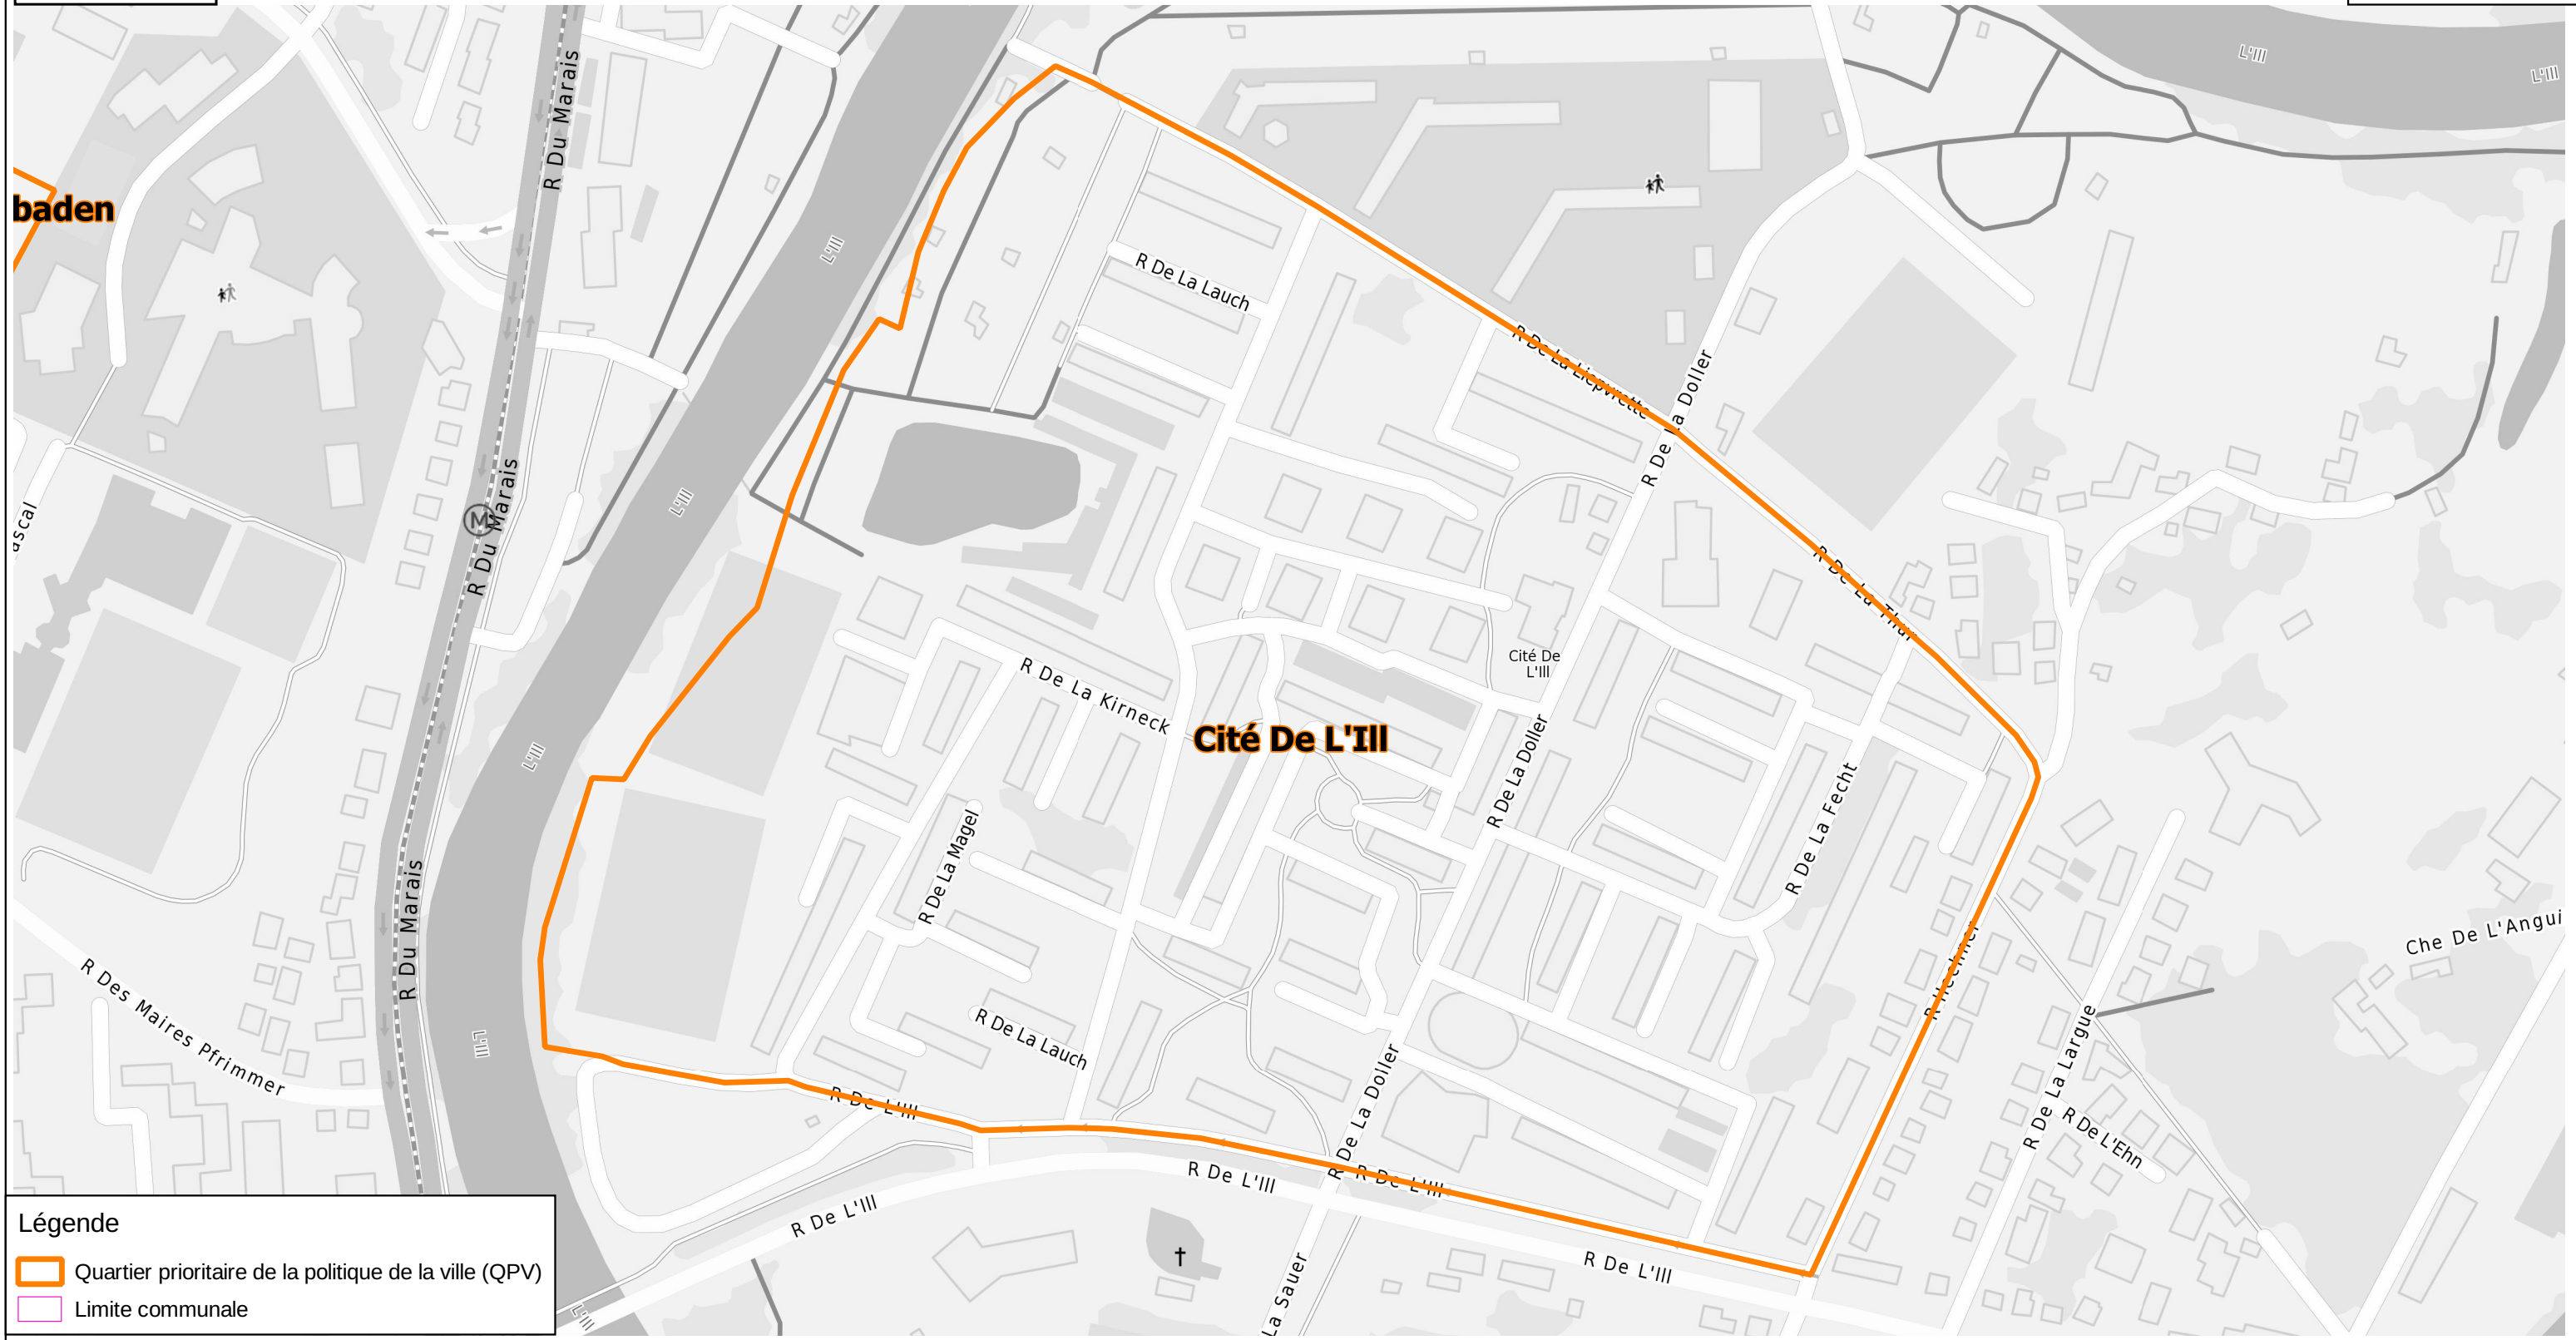 L'Ill
L'Ill
R Du Marais
baden
L'Ill
R De La Lauch
R De La Liepvrette
R De La Doller
ascal
M
R Du Marais
L'Ill
R De La Thur
Cité De
L'Ill
R De La Kirneck
Cité De L'Ill
L'Ill
R De La Doller
R De La Fecht
R De La Magel
R Du Marais
Che De L'Angui
R Des Maires Pfrimmer
R De La Lauch
L'Ill
R De La Largue
R De L'Ehn
R De L'Ill
R De La Doller
R De L'Ill
R De L'Ill
R De L'Ill
R De L'Ill
La Sauer
L'Ill
Légende
Quartier prioritaire de la politique de la ville (QPV)
Limite communale